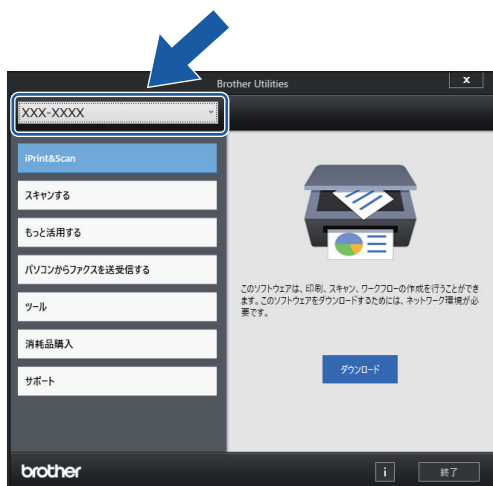 Brother Utilities
X
XXX-XXXX
iPrint&Scan
スキャンする
もっと活用する
パソコンからファクスを送受信する
ツール
消耗品購入
サポート
このソフトウェアは、印刷、スキャン、ワークフローの作成を行うことができ
ます。このソフトウェアをダウンロードするためには、ネットワーク環境が必
要です。
ダウンロード
brother
i
終了